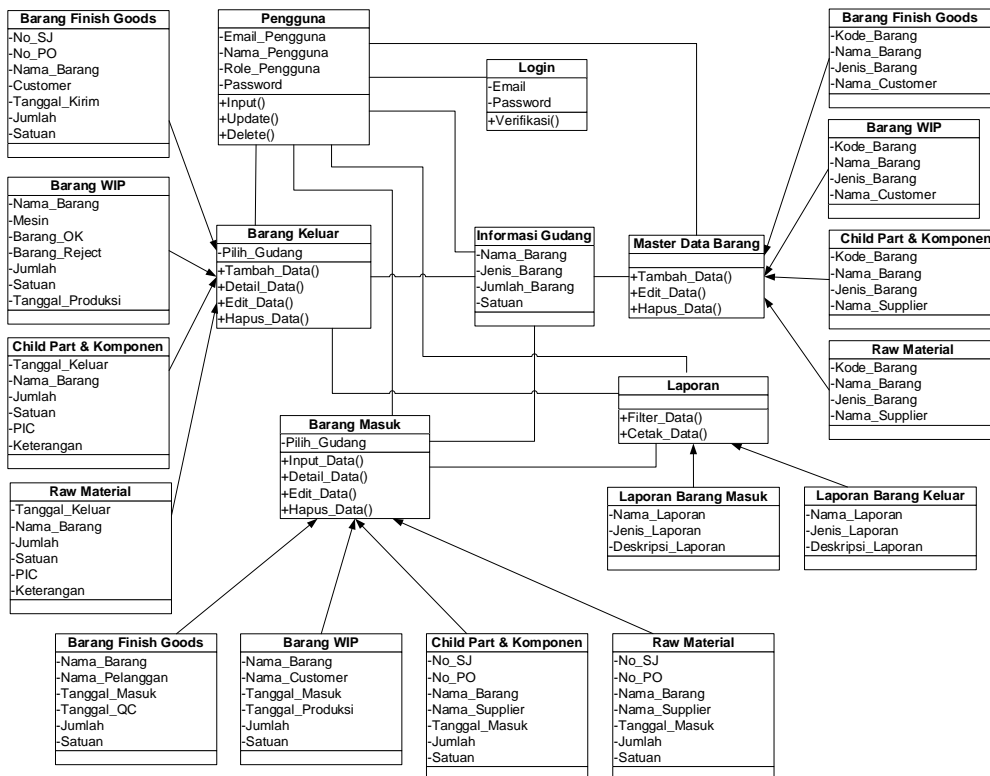 Barang Finish Goods
-No_SJ
-No_PO
-Nama_Barang
-Customer
-Tanggal_Kirim
-Jumlah
-Satuan
Pengguna
-Email_Pengguna
-Nama_Pengguna
-Role_Pengguna
-Password
+Input()
+Update()
+Delete()
Login
-Email
-Password
+Verifikasi()
Barang Finish Goods
-Kode_Barang
-Nama_Barang
-Jenis_Barang
-Nama_Customer
Barang WIP
-Kode_Barang
-Nama_Barang
-Jenis_Barang
-Nama_Customer
Barang WIP
-Nama_Barang
-Mesin
-Barang_OK
-Barang_Reject
-Jumlah
-Satuan
-Tanggal_Produksi
Barang Keluar
-Pilih_Gudang
+Tambah_Data()
+Detail_Data()
+Edit_Data()
+Hapus_Data()
Informasi Gudang
-Nama_Barang
-Jenis_Barang
-Jumlah_Barang
-Satuan
Master Data Barang
+Tambah_Data()
+Edit_Data()
+Hapus_Data()
Child Part & Komponen
-Kode_Barang
-Nama_Barang
-Jenis_Barang
-Nama_Supplier
Child Part & Komponen
-Tanggal_Keluar
-Nama_Barang
-Jumlah
-Satuan
-PIC
-Keterangan
Raw Material
-Kode_Barang
-Nama_Barang
-Jenis_Barang
-Nama_Supplier
Laporan
+Filter_Data()
+Cetak_Data()
Barang Masuk
-Pilih_Gudang
+Input_Data()
+Detail_Data()
+Edit_Data()
+Hapus_Data()
Raw Material
-Tanggal_Keluar
-Nama_Barang
-Jumlah
-Satuan
-PIC
-Keterangan
Laporan Barang Masuk
-Nama_Laporan
-Jenis_Laporan
-Deskripsi_Laporan
Laporan Barang Keluar
-Nama_Laporan
-Jenis_Laporan
-Deskripsi_Laporan
Barang Finish Goods
-Nama_Barang
-Nama_Pelanggan
-Tanggal_Masuk
-Tanggal_QC
-Jumlah
-Satuan
Barang WIP
-Nama_Barang
-Nama_Customer
-Tanggal_Masuk
-Tanggal_Produksi
-Jumlah
-Satuan
Child Part & Komponen
-No_SJ
-No_PO
-Nama_Barang
-Nama_Supplier
-Tanggal_Masuk
-Jumlah
-Satuan
Raw Material
-No_SJ
-No_PO
-Nama_Barang
-Nama_Supplier
-Tanggal_Masuk
-Jumlah
-Satuan